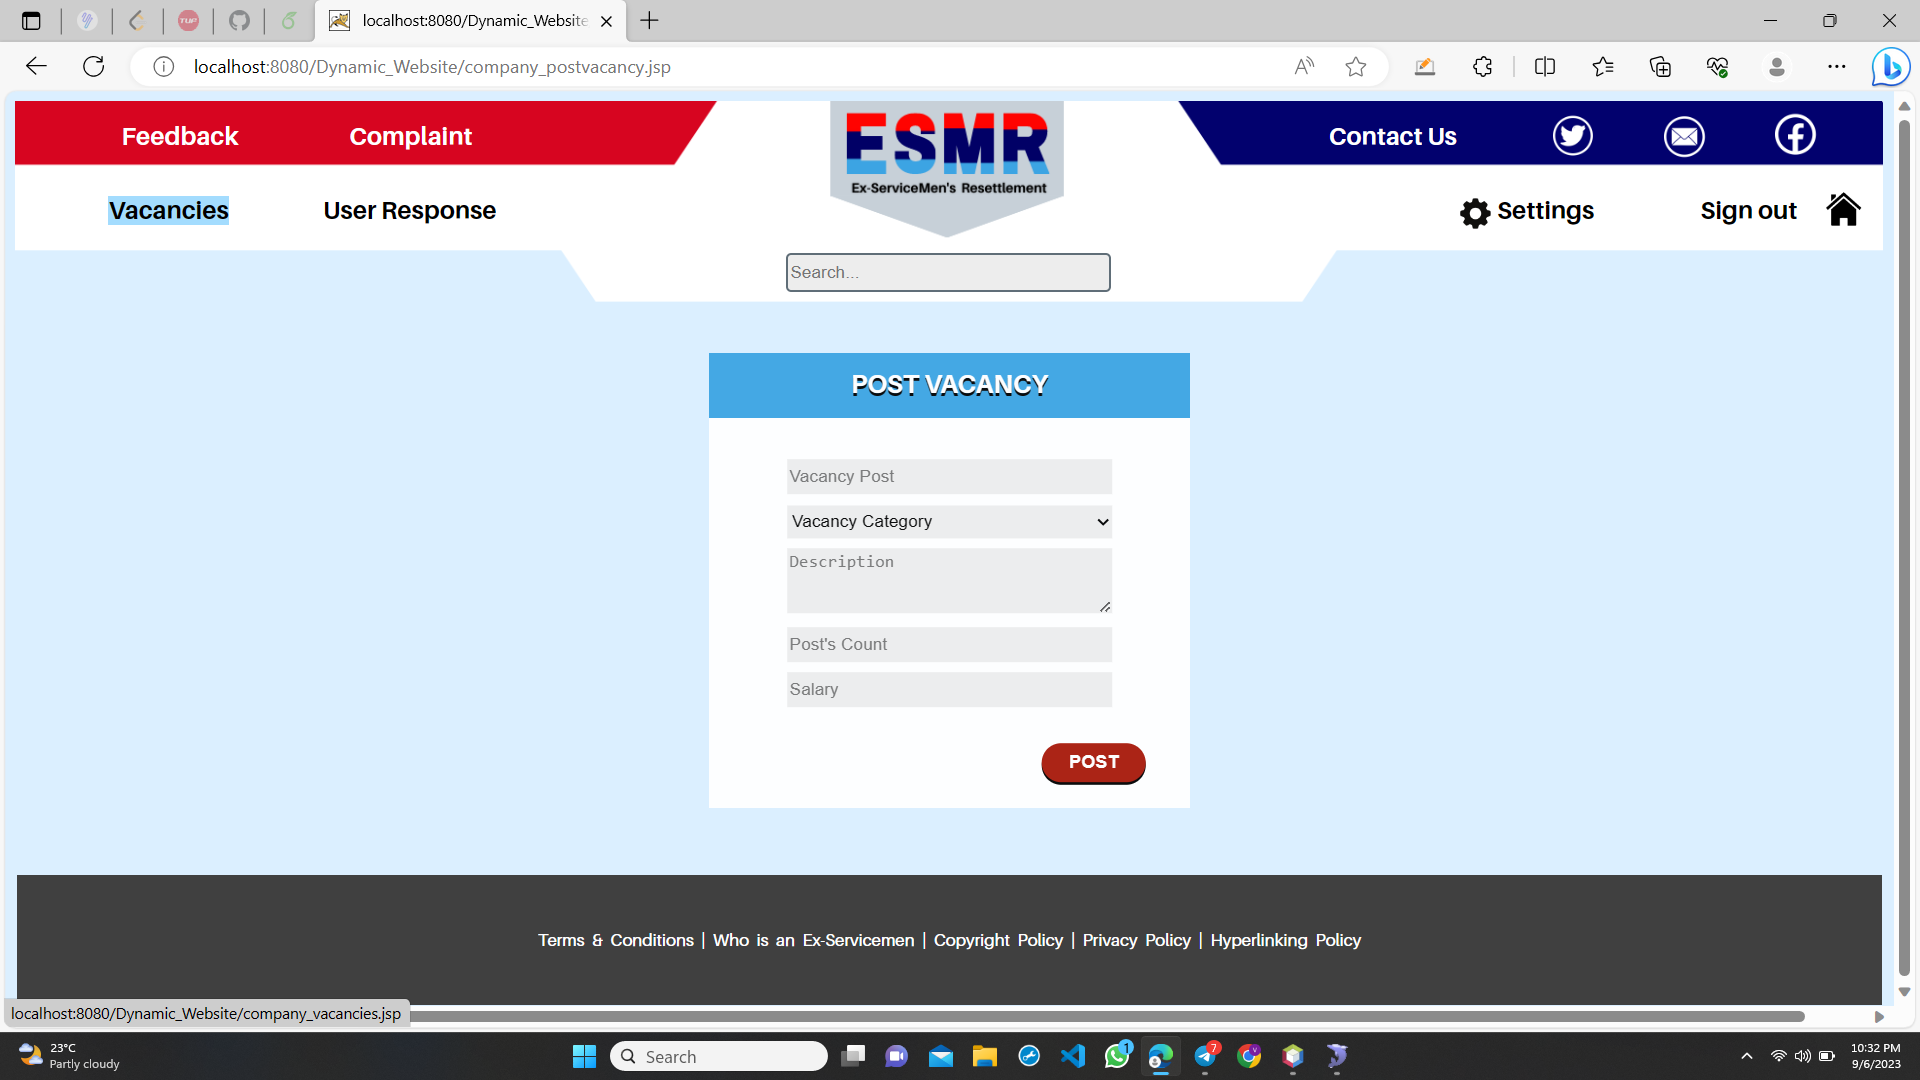 localhost:8080/Dynamic_Website
localhost:8080/Dynamic_Website/company_postvacancy.jsp
Feedback Complaint
ESMR
Ex-ServiceMen's Resettlement
Contact Us
Vacancies User Response
Settings Sign out
Search...
POST VACANCY
Vacancy Post
Vacancy Category
Description
Post's Count
Salary
POST
Terms & Conditions | Who is an Ex-Servicemen | Copyright Policy | Privacy Policy | Hyperlinking Policy
localhost:8080/Dynamic_Website/company_vacancies.jsp
23°C
Partly cloudy
Search
1
7
10:32 PM
9/6/2023